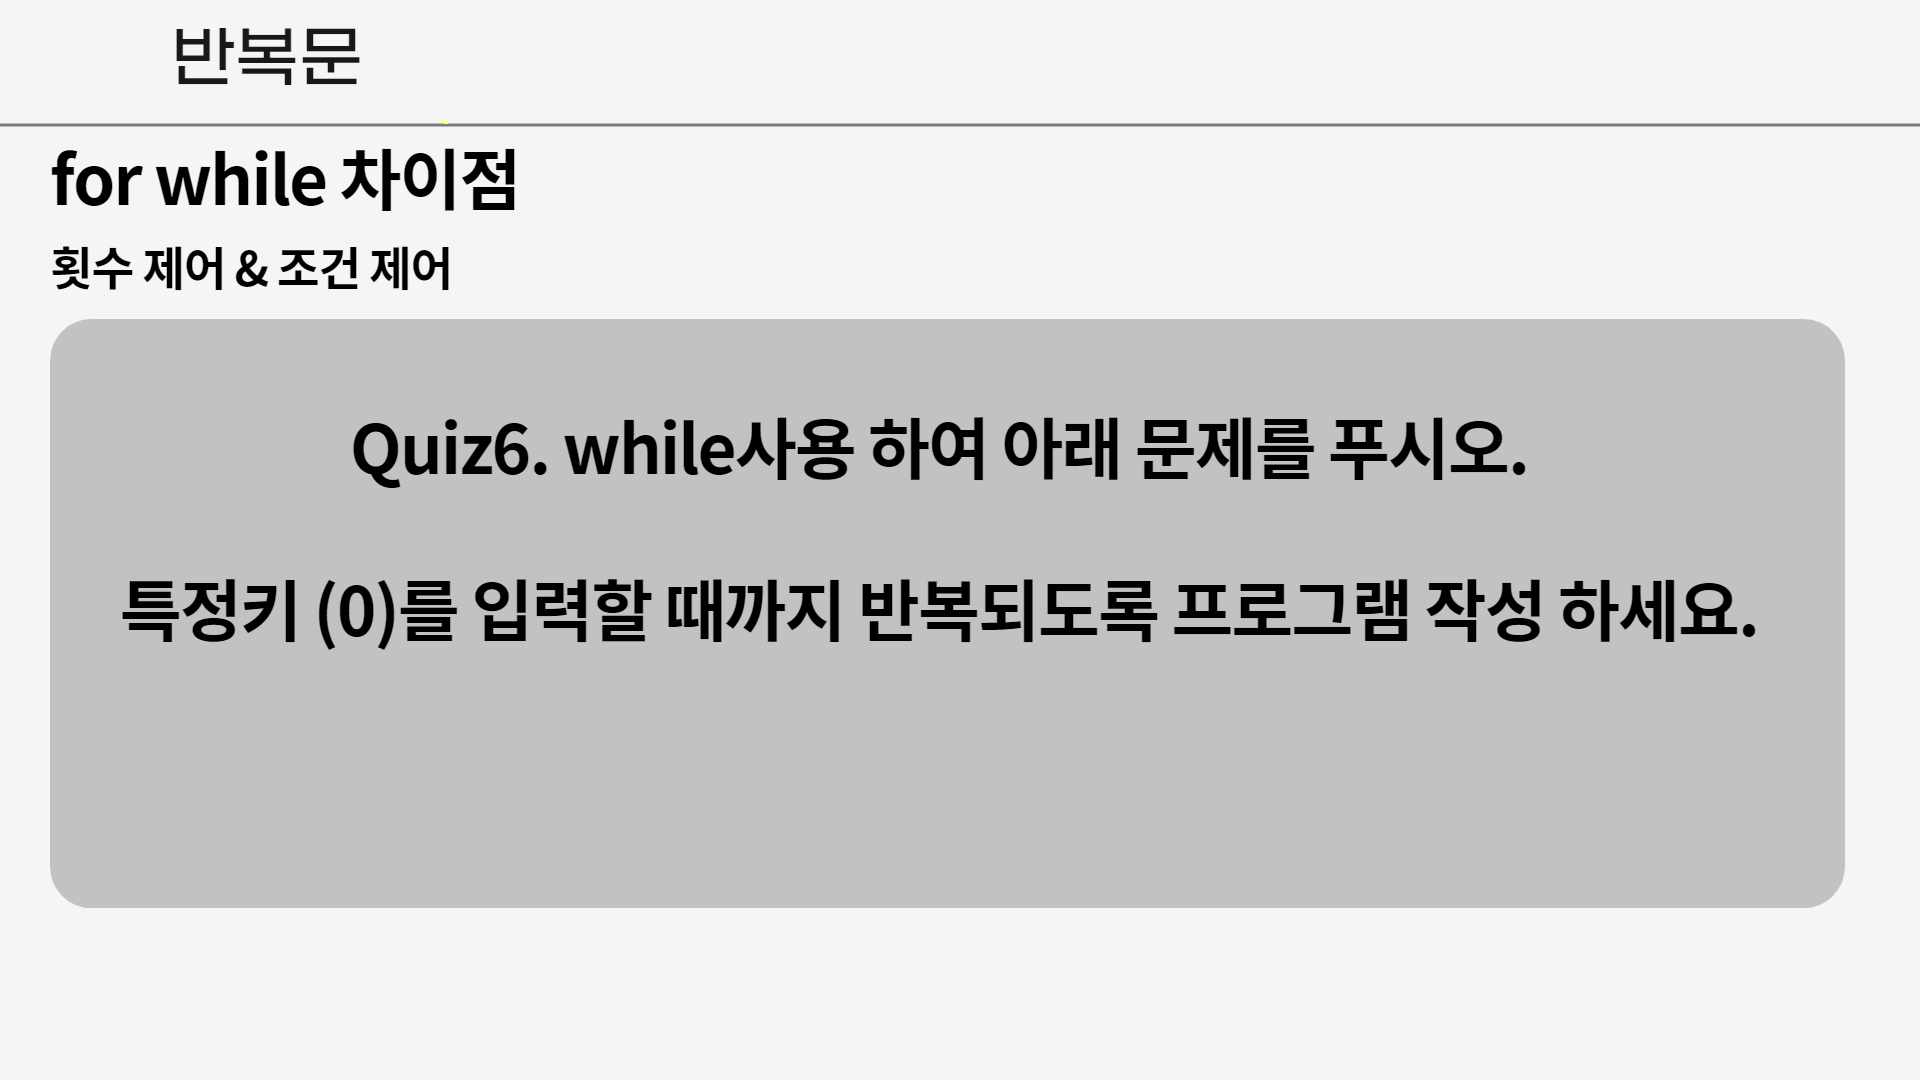 반복문
for while 차이점
횟수 제어 & 조건 제어
Quiz6. while사용 하여 아래 문제를 푸시오.
특정키 (0)를 입력할 때까지 반복되도록 프로그램 작성 하세요.